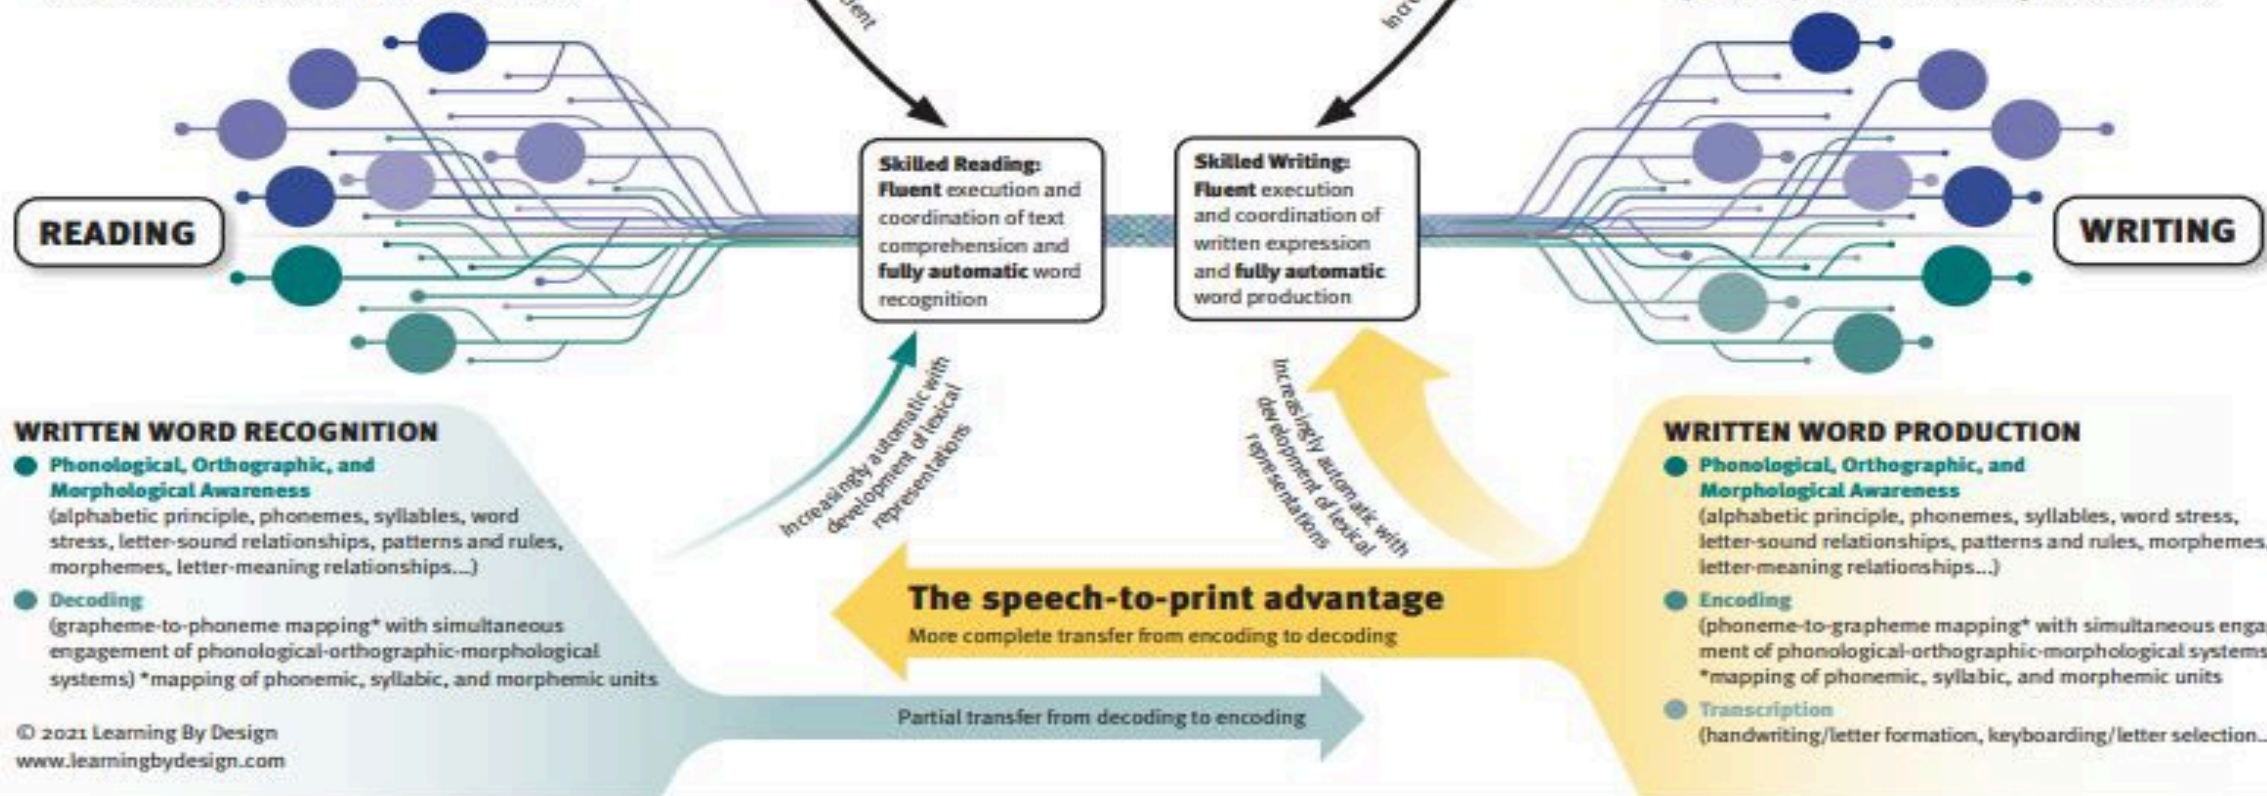 READING
Skilled Reading:
Fluent execution and
coordination of text
comprehension and
fully automatic word
recognition
Skilled Writing:
Fluent execution
and coordination of
written expression
and fully automatic
word production
WRITING
WRITTEN WORD RECOGNITION
Phonological, Orthographic, and
Morphological Awareness
(alphabetic principle, phonemes, syllables, word
stress, letter-sound relationships, patterns and rules,
morphemes, letter-meaning relationships...)
Decoding
(grapheme-to-phoneme mapping* with simultaneous
engagement of phonological-orthographic-morphological
systems) *mapping of phonemic, syllabic, and morphemic units
© 2021 Learning By Design
www.learningbydesign.com
Increasingly automatic with
development of lexical
representations
Increasingly automatic with
development of lexical
representations
The speech-to-print advantage
More complete transfer from encoding to decoding
Partial transfer from decoding to encoding
WRITTEN WORD PRODUCTION
Phonological, Orthographic, and
Morphological Awareness
(alphabetic principle, phonemes, syllables, word stress,
letter-sound relationships, patterns and rules, morphemes,
letter-meaning relationships...)
Encoding
(phoneme-to-grapheme mapping* with simultaneous enga
ment of phonological-orthographic-morphological systems
*mapping of phonemic, syllabic, and morphemic units
Transcription
(handwriting/letter formation, keyboarding/letter selection..